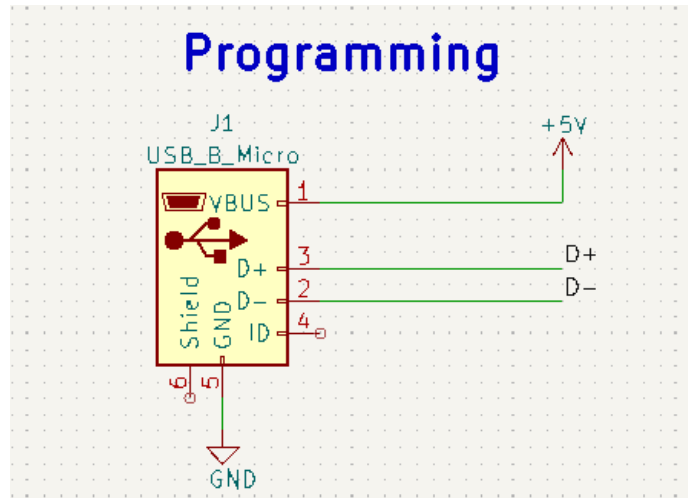 Programming
J1
USB_B_Micro
+5V
VBUS 1
D+ 3 D+
D- 2 D-
ID 4
Shield
GND
6
5
GND